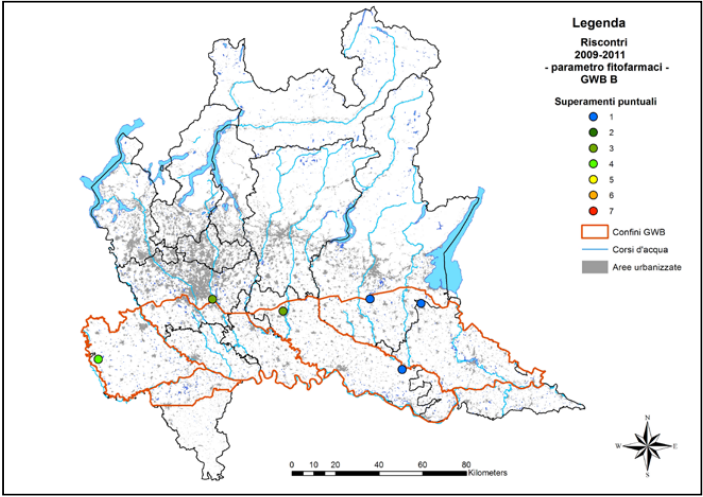 Legenda
Riscontri
2009-2011
- parametro fitofarmaci -
GWB B
Superamenti puntuali
1
2
3
4
5
6
7
Confini GWB
Corsi d'acqua
Aree urbanizzate
N
W E
S
0 10 20 40 60 80
Kilometers